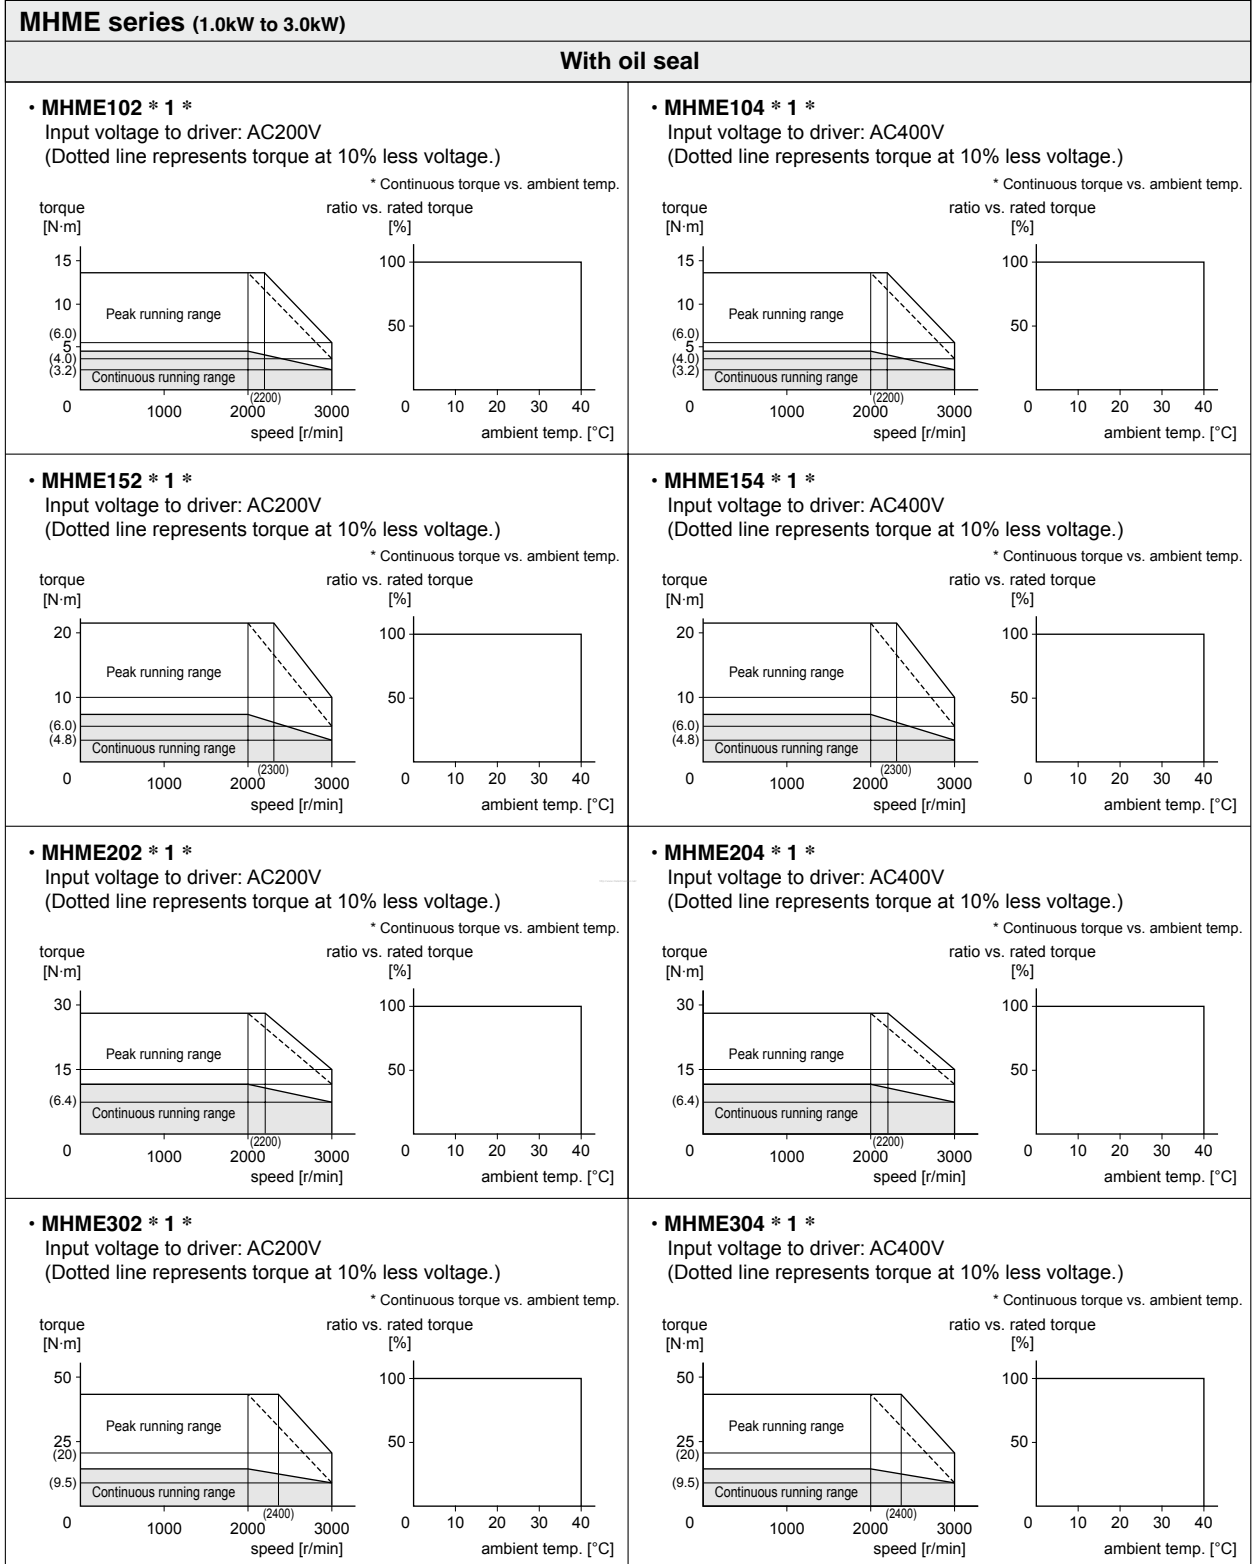 MHME series (1.0kW to 3.0kW)
With oil seal
・MHME102 * 1 *
Input voltage to driver: AC200V
(Dotted line represents torque at 10% less voltage.)
* Continuous torque vs. ambient temp.
torque
[N·m]
ratio vs. rated torque
[%]
15
10
(6.0)
5
(4.0)
(3.2)
Peak running range
Continuous running range
0 1000 2000 (2200) 3000
speed [r/min]
100
50
0 10 20 30 40
ambient temp. [°C]
・MHME104 * 1 *
Input voltage to driver: AC400V
(Dotted line represents torque at 10% less voltage.)
* Continuous torque vs. ambient temp.
torque
[N·m]
ratio vs. rated torque
[%]
15
10
(6.0)
5
(4.0)
(3.2)
Peak running range
Continuous running range
0 1000 2000 (2200) 3000
speed [r/min]
100
50
0 10 20 30 40
ambient temp. [°C]
・MHME152 * 1 *
Input voltage to driver: AC200V
(Dotted line represents torque at 10% less voltage.)
* Continuous torque vs. ambient temp.
torque
[N·m]
ratio vs. rated torque
[%]
20
10
(6.0)
(4.8)
Peak running range
Continuous running range
0 1000 2000 (2300) 3000
speed [r/min]
100
50
0 10 20 30 40
ambient temp. [°C]
・MHME154 * 1 *
Input voltage to driver: AC400V
(Dotted line represents torque at 10% less voltage.)
* Continuous torque vs. ambient temp.
torque
[N·m]
ratio vs. rated torque
[%]
20
10
(6.0)
(4.8)
Peak running range
Continuous running range
0 1000 2000 (2300) 3000
speed [r/min]
100
50
0 10 20 30 40
ambient temp. [°C]
・MHME202 * 1 *
Input voltage to driver: AC200V
(Dotted line represents torque at 10% less voltage.)
* Continuous torque vs. ambient temp.
torque
[N·m]
ratio vs. rated torque
[%]
30
15
(6.4)
Peak running range
Continuous running range
0 1000 2000 (2200) 3000
speed [r/min]
100
50
0 10 20 30 40
ambient temp. [°C]
・MHME204 * 1 *
Input voltage to driver: AC400V
(Dotted line represents torque at 10% less voltage.)
* Continuous torque vs. ambient temp.
torque
[N·m]
ratio vs. rated torque
[%]
30
15
(6.4)
Peak running range
Continuous running range
0 1000 2000 (2200) 3000
speed [r/min]
100
50
0 10 20 30 40
ambient temp. [°C]
・MHME302 * 1 *
Input voltage to driver: AC200V
(Dotted line represents torque at 10% less voltage.)
* Continuous torque vs. ambient temp.
torque
[N·m]
ratio vs. rated torque
[%]
50
25
(20)
(9.5)
Peak running range
Continuous running range
0 1000 2000 (2400) 3000
speed [r/min]
100
50
0 10 20 30 40
ambient temp. [°C]
・MHME304 * 1 *
Input voltage to driver: AC400V
(Dotted line represents torque at 10% less voltage.)
* Continuous torque vs. ambient temp.
torque
[N·m]
ratio vs. rated torque
[%]
50
25
(20)
(9.5)
Peak running range
Continuous running range
0 1000 2000 (2400) 3000
speed [r/min]
100
50
0 10 20 30 40
ambient temp. [°C]